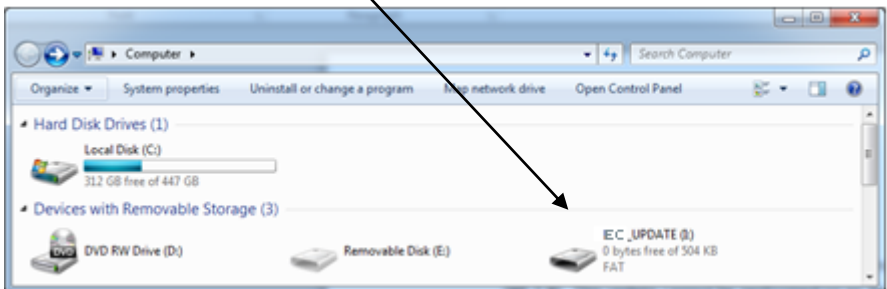 Computer
Search Computer
Organize System properties Uninstall or change a program Map network drive Open Control Panel
Hard Disk Drives (1)
Local Disk (C:)
312 GB free of 447 GB
Devices with Removable Storage (3)
DVD RW Drive (D:)
Removable Disk (E:)
EC_UPDATE (I:)
0 bytes free of 504 KB
FAT